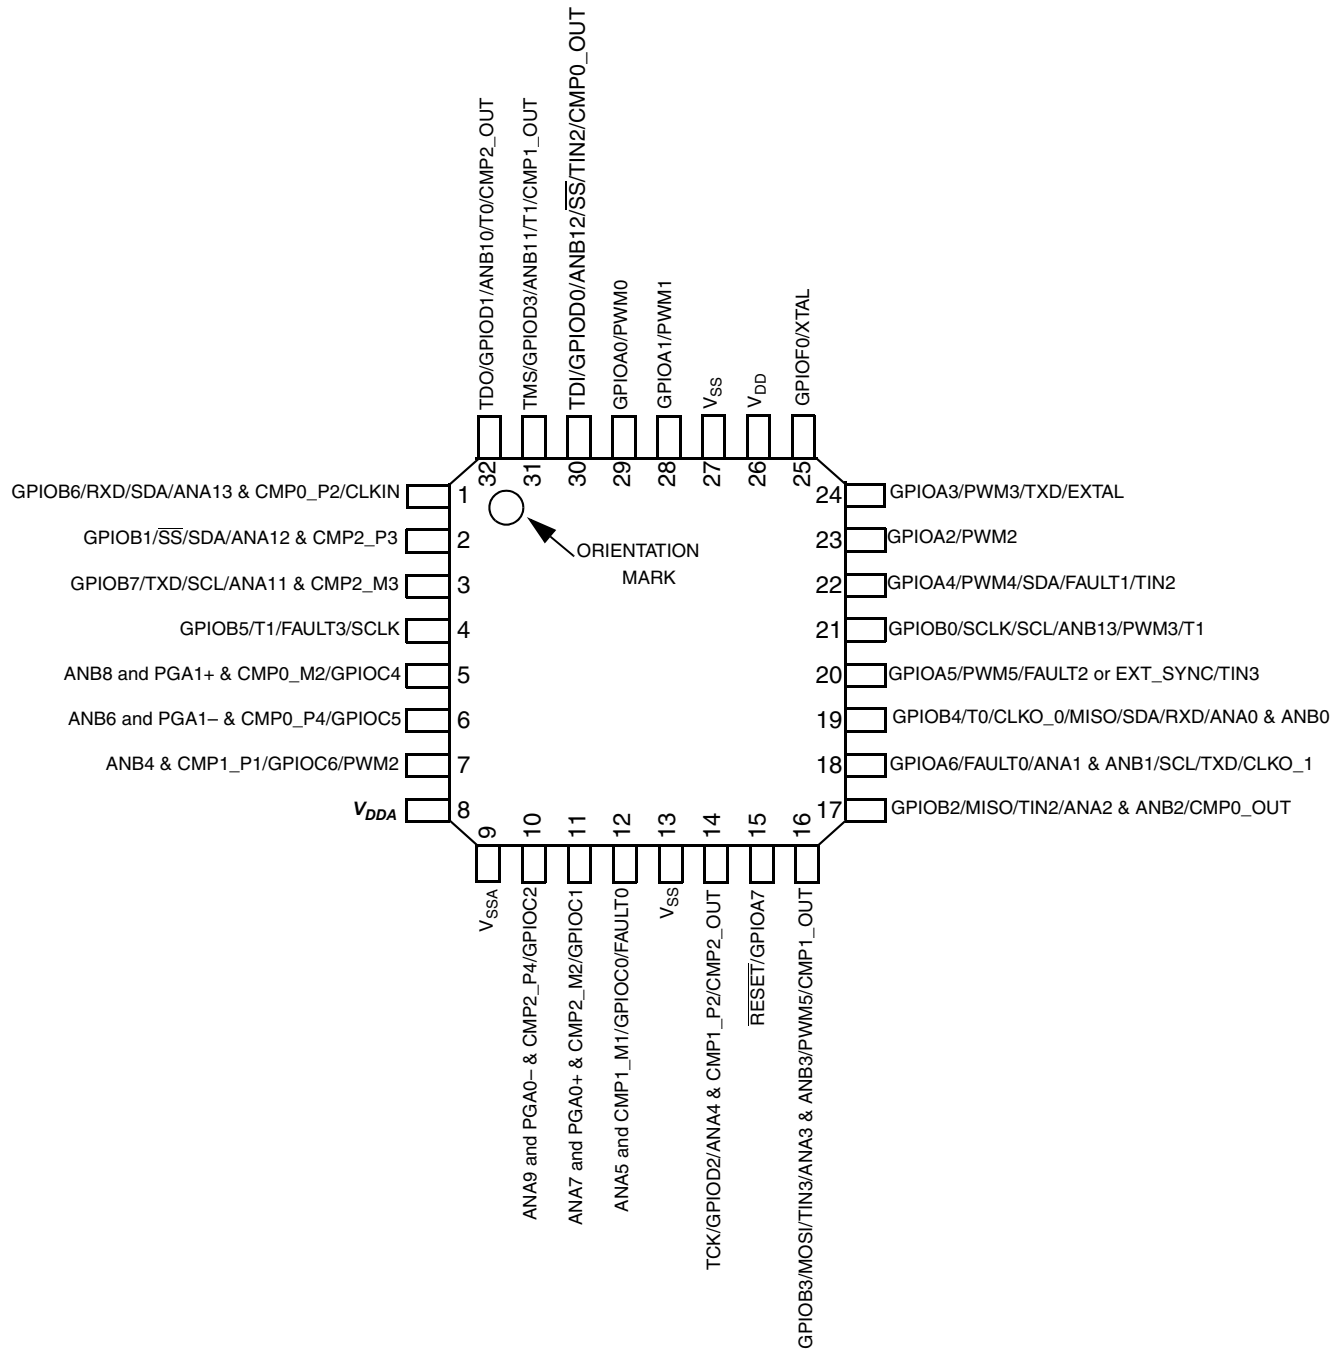 TDO/GPIOD1/ANB10/T0/CMP2_OUT
TMS/GPIOD3/ANB11/T1/CMP1_OUT
TDI/GPIOD0/ANB12/S̅S̅/TIN2/CMP0_OUT
GPIOA0/PWM0
GPIOA1/PWM1
VSS
VDD
GPIOF0/XTAL
32
31
30
29
28
27
26
25
GPIOB6/RXD/SDA/ANA13 & CMP0_P2/CLKIN
1
GPIOB1/S̅S̅/SDA/ANA12 & CMP2_P3
2
GPIOB7/TXD/SCL/ANA11 & CMP2_M3
3
GPIOB5/T1/FAULT3/SCLK
4
ANB8 and PGA1+ & CMP0_M2/GPIOC4
5
ANB6 and PGA1– & CMP0_P4/GPIOC5
6
ANB4 & CMP1_P1/GPIOC6/PWM2
7
VDDA
8
ORIENTATION
MARK
24
GPIOA3/PWM3/TXD/EXTAL
23
GPIOA2/PWM2
22
GPIOA4/PWM4/SDA/FAULT1/TIN2
21
GPIOB0/SCLK/SCL/ANB13/PWM3/T1
20
GPIOA5/PWM5/FAULT2 or EXT_SYNC/TIN3
19
GPIOB4/T0/CLKO_0/MISO/SDA/RXD/ANA0 & ANB0
18
GPIOA6/FAULT0/ANA1 & ANB1/SCL/TXD/CLKO_1
17
GPIOB2/MISO/TIN2/ANA2 & ANB2/CMP0_OUT
9
10
11
12
13
14
15
16
VSSA
ANA9 and PGA0– & CMP2_P4/GPIOC2
ANA7 and PGA0+ & CMP2_M2/GPIOC1
ANA5 and CMP1_M1/GPIOC0/FAULT0
VSS
TCK/GPIOD2/ANA4 & CMP1_P2/CMP2_OUT
R̅E̅S̅E̅T̅/GPIOA7
GPIOB3/MOSI/TIN3/ANA3 & ANB3/PWM5/CMP1_OUT